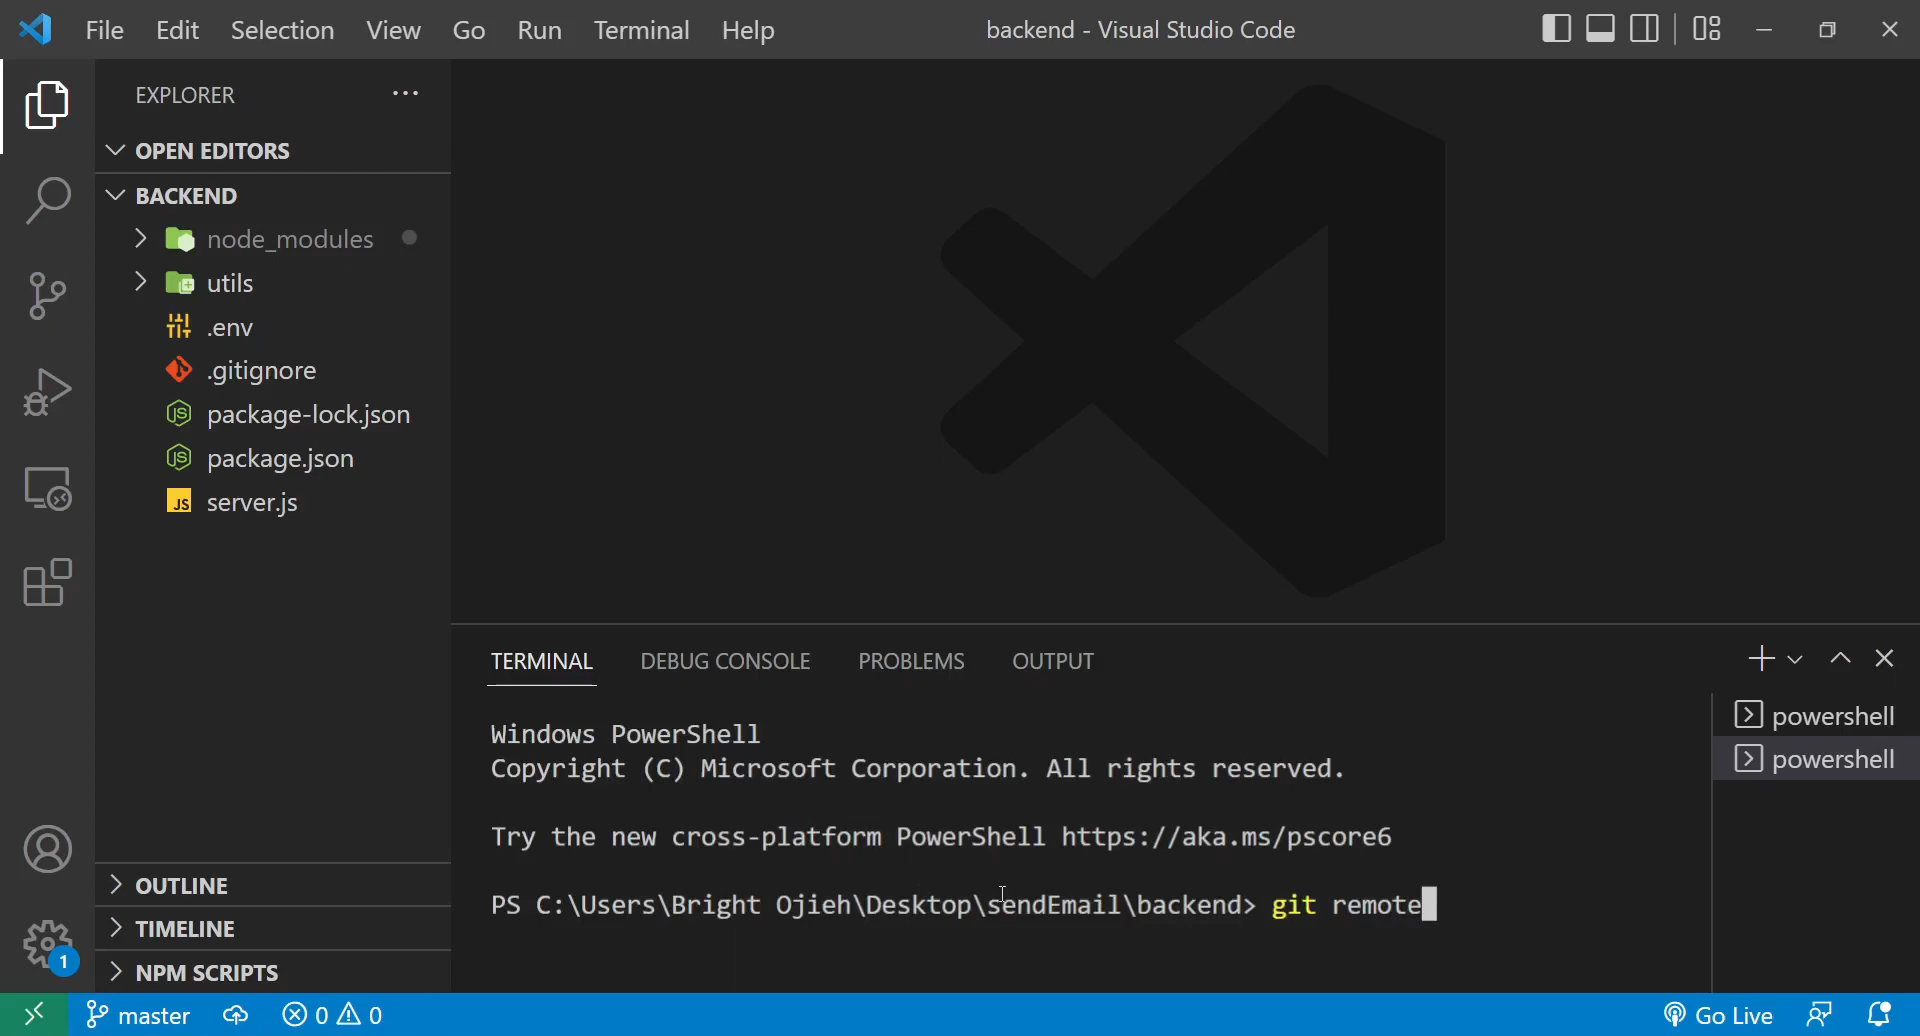 File Edit Selection View Go Run Terminal Help
backend - Visual Studio Code
EXPLORER
OPEN EDITORS
BACKEND
node_modules
utils
.env
.gitignore
package-lock.json
package.json
JS server.js
OUTLINE
TIMELINE
NPM SCRIPTS
1
TERMINAL DEBUG CONSOLE PROBLEMS OUTPUT
powershell
powershell
Windows PowerShell
Copyright (C) Microsoft Corporation. All rights reserved.
Try the new cross-platform PowerShell https://aka.ms/pscore6
PS C:\Users\Bright Ojieh\Desktop\sendEmail\backend> git remote
master 0 0 Go Live